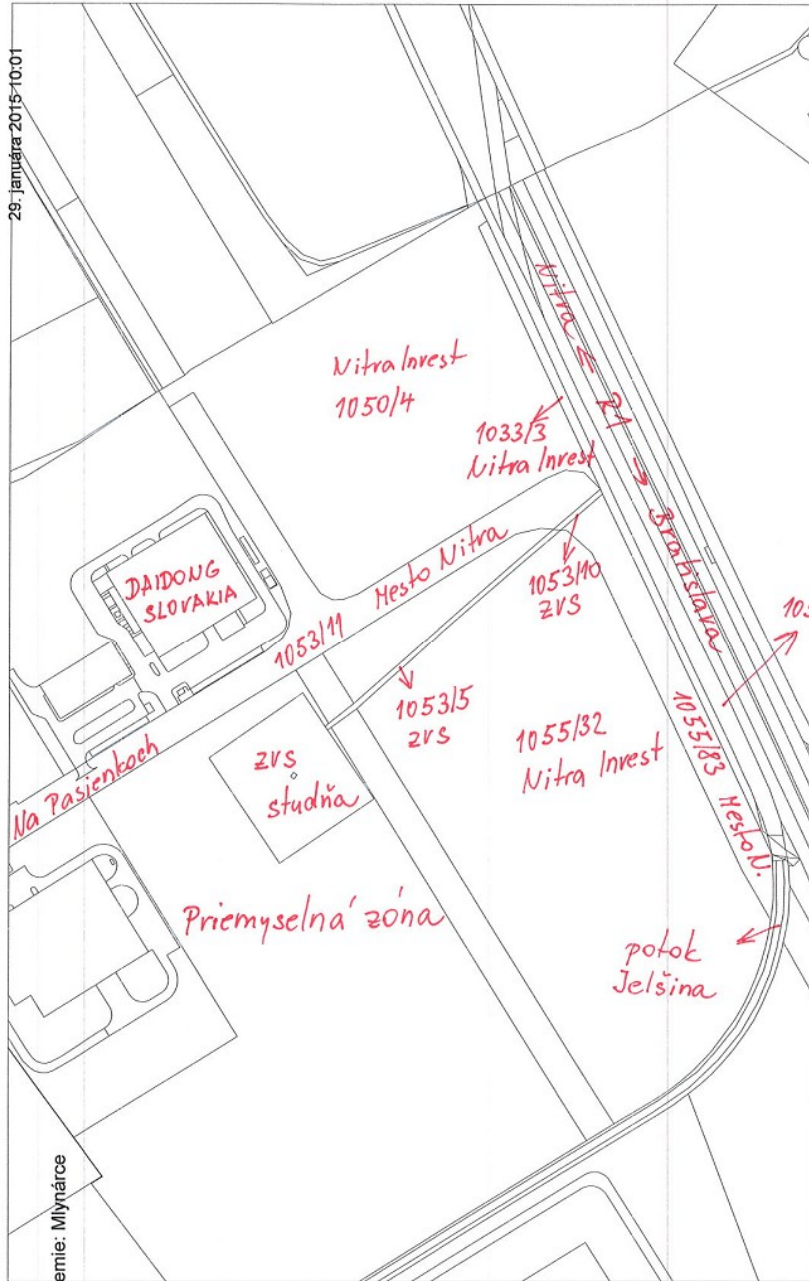 29. januára 2015 10:01
Nitra Invest
1050/4
1033/3
Nitra Invest
Nitra ⇐ R1 → Bratislava
DAIDONG
SLOVAKIA
1053/11 Mesto Nitra
1053/10
ZVS
1053/5
ZVS
1055/32
Nitra Invest
1055/83 Mesto N.
Na Pasienkoch
ZVS
studňa
Priemyselná zóna
potok
Jelšina
emie: Mlynárce